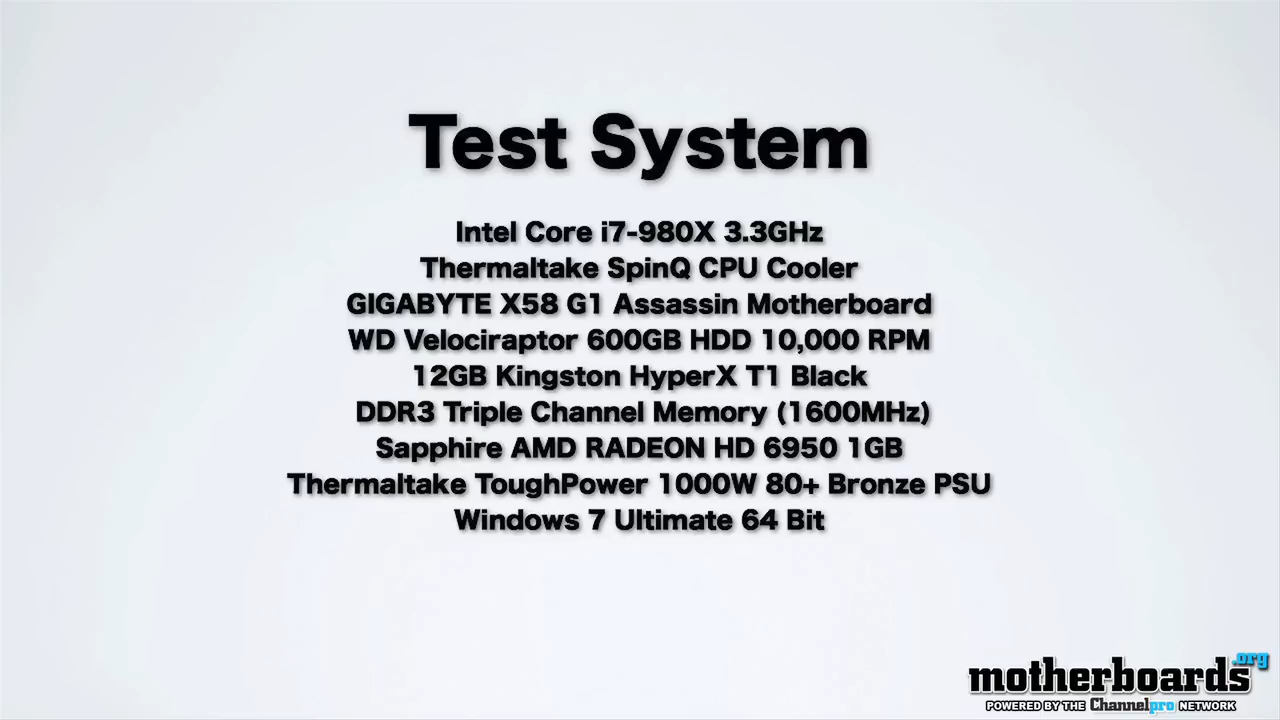 Test System
Intel Core i7-980X 3.3GHz
Thermaltake SpinQ CPU Cooler
GIGABYTE X58 G1 Assassin Motherboard
WD Velociraptor 600GB HDD 10,000 RPM
12GB Kingston HyperX T1 Black
DDR3 Triple Channel Memory (1600MHz)
Sapphire AMD RADEON HD 6950 1GB
Thermaltake ToughPower 1000W 80+ Bronze PSU
Windows 7 Ultimate 64 Bit
motherboards.org
POWERED BY THE Channelpro NETWORK